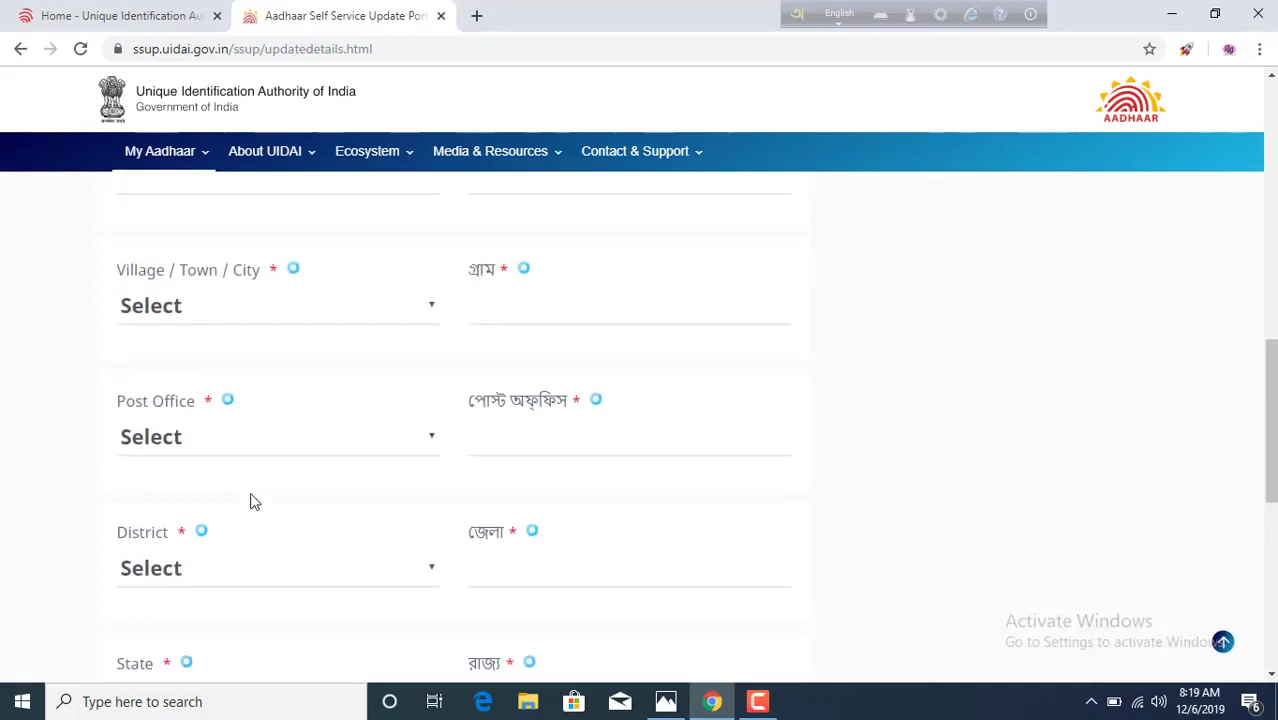 Home - Unique Identification Au
Aadhaar Self Service Update Por
English
ssup.uidai.gov.in/ssup/updatedetails.html
Unique Identification Authority of India
Government of India
AADHAAR
My Aadhaar
About UIDAI
Ecosystem
Media & Resources
Contact & Support
Village / Town / City *
গ্রাম *
Select
Post Office *
পোস্ট অফ্ফিস *
Select
District *
জেলা *
Select
State *
রাজ্য *
Activate Windows
Go to Settings to activate Windows.
Type here to search
8:19 AM
12/6/2019
6